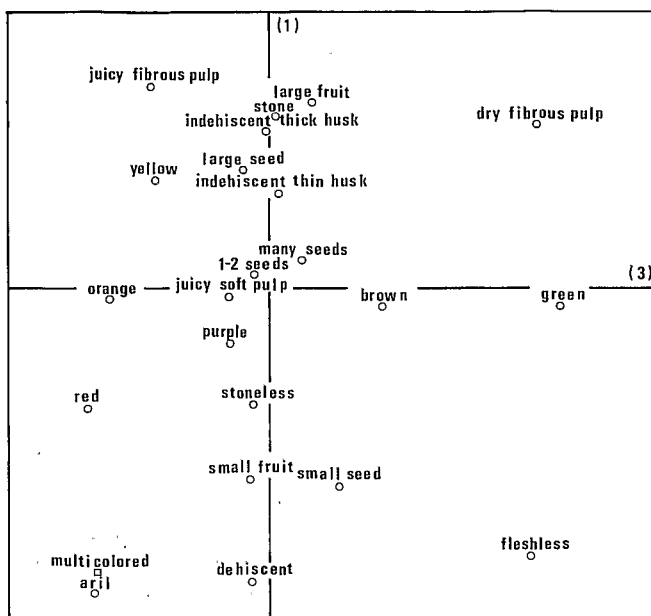 (1)
juicy fibrous pulp
large fruit
stone
dry fibrous pulp
indehiscent thick husk
large seed
yellow
indehiscent thin husk
many seeds
1-2 seeds
(3)
orange
juicy soft pulp
brown
green
purple
red
stoneless
small fruit
small seed
fleshless
multicolored
aril
dehiscent